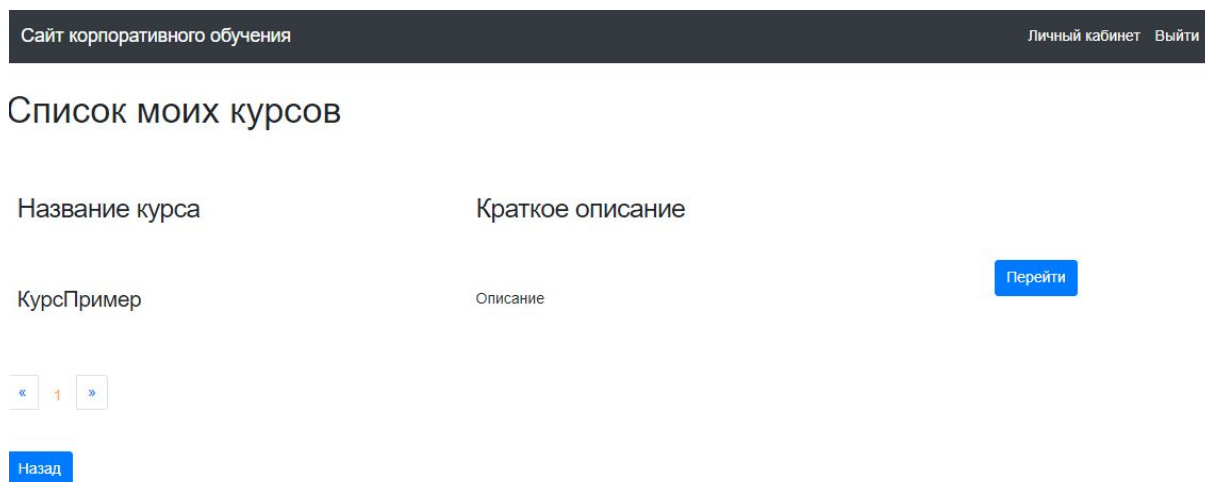 Сайт корпоративного обучения Личный кабинет Выйти
Список моих курсов
Название курса Краткое описание
Перейти
КурсПример Описание
« 1 »
Назад